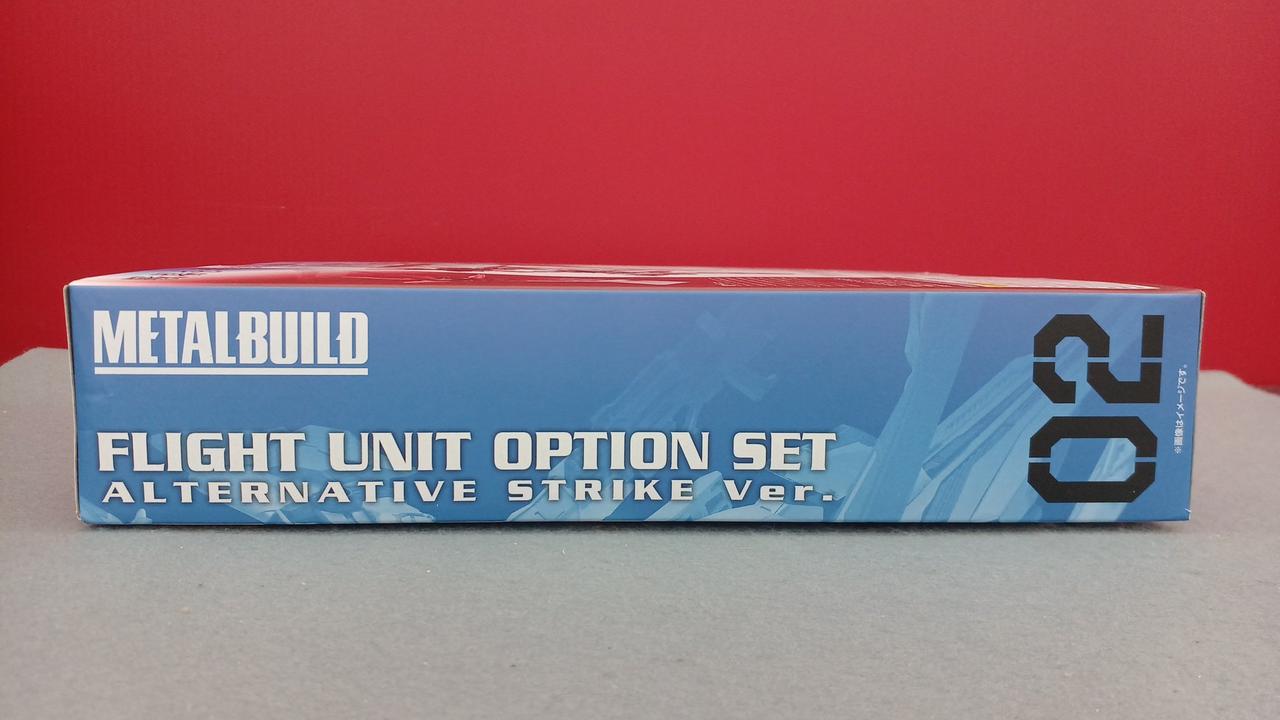 METALBUILD
FLIGHT UNIT OPTION SET
ALTERNATIVE STRIKE Ver.
02
※画像はイメージです。